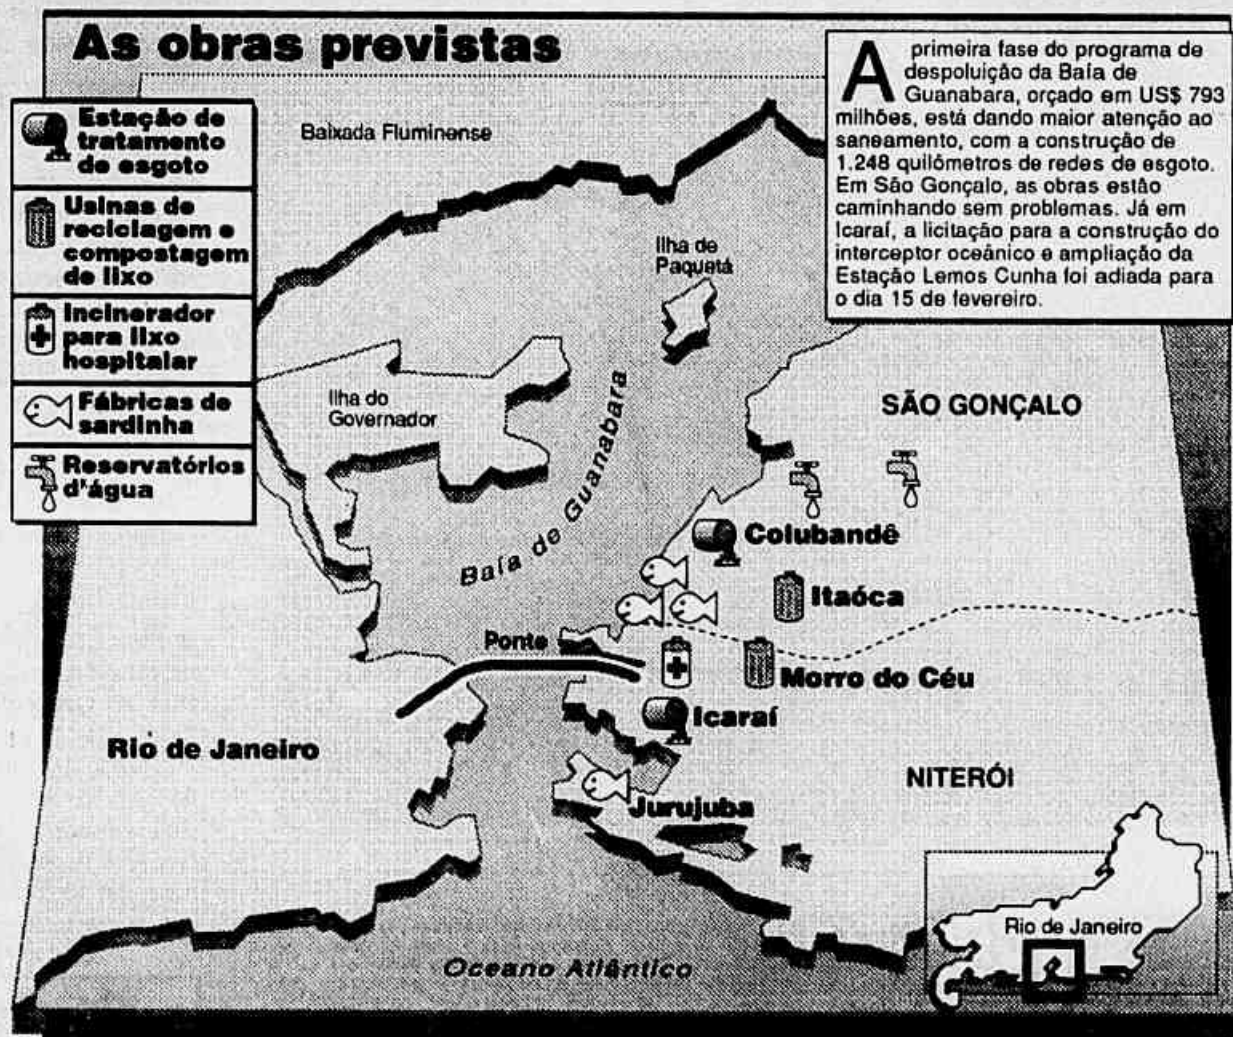 As obras previstas
A primeira fase do programa de
despoluição da Baía de
Guanabara, orçado em US$ 793
milhões, está dando maior atenção ao
saneamento, com a construção de
1.248 quilômetros de redes de esgoto.
Em São Gonçalo, as obras estão
caminhando sem problemas. Já em
Icaraí, a licitação para a construção do
interceptor oceânico e ampliação da
Estação Lemos Cunha foi adiada para
o dia 15 de fevereiro.
Estação de
tratamento
de esgoto
Usinas de
reciclagem e
compostagem
de lixo
Incinerador
para lixo
hospitalar
Fábricas de
sardinha
Reservatórios
d'água
Baixada Fluminense
Ilha de
Paquetá
Ilha do
Governador
Baía de Guanabara
SÃO GONÇALO
Colubandê
Itaóca
Ponte
Morro do Céu
Icaraí
Rio de Janeiro
NITERÓI
Jurujuba
Rio de Janeiro
Oceano Atlântico